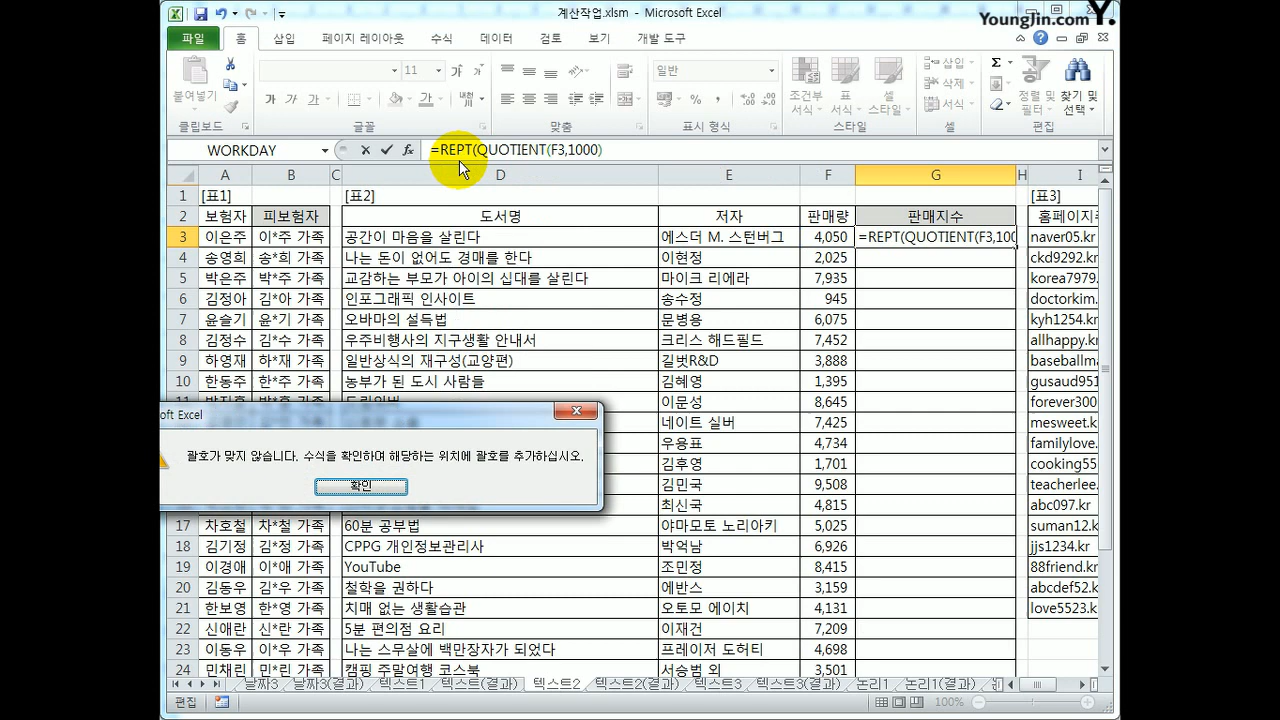 계산작업.xlsm - Microsoft Excel
YoungJin.com Y.
파일 홈 삽입 페이지 레이아웃 수식 데이터 검토 보기 개발 도구
붙여넣기 11 가 가 가 일반 조건부 서식 표 서식 셀 스타일 삽입 삭제 서식 정렬 및 필터 찾기 및 선택
클립보드 글꼴 맞춤 표시 형식 스타일 셀 편집
WORKDAY =REPT(QUOTIENT(F3,1000)
A B C D E F G H I
1 [표1] [표2] [표3]
2 보험자 피보험자 도서명 저자 판매량 판매지수
3 이은주 이*주 가족 공간이 마음을 살린다 에스더 M. 스턴버그 4,050 =REPT(QUOTIENT(F3,100 naver05.kr
4 송영희 송*희 가족 나는 돈이 없어도 경매를 한다 이현정 2,025 ckd9292.kr
5 박은주 박*주 가족 교감하는 부모가 아이의 십대를 살린다 마이크 리에라 7,935 korea7979.
6 김정아 김*아 가족 인포그래픽 인사이트 송수정 945 doctorkim.
7 윤슬기 윤*기 가족 오바마의 설득법 문병용 6,075 kyh1254.kr
8 김정수 김*수 가족 우주비행사의 지구생활 안내서 크리스 해드필드 7,452 allhappy.kr
9 하영재 하*재 가족 일반상식의 재구성(교양편) 길벗R&D 3,888
10 한동주 한*주 가족 농부가 된 도시 사람들 김혜영 1,395 gusaud951
이문성 8,645 forever300
네이트 실버 7,425 mesweet.kr
우용표 4,734 familylove.
김후영 1,701 cooking55
김민국 9,508 teacherlee.
최신국 4,815 abc097.kr
oft Excel
괄호가 맞지 않습니다. 수식을 확인하며 해당하는 위치에 괄호를 추가하십시오.
확인
17 차호철 차*철 가족 60분 공부법 야마모토 노리아키 5,025 suman12.k
18 김기정 김*정 가족 CPPG 개인정보관리사 박억남 6,926 jjs1234.kr
19 이경애 이*애 가족 YouTube 조민정 8,415 88friend.kr
20 김동우 김*우 가족 철학을 권하다 에반스 3,159 abcdef52.k
21 한보영 한*영 가족 치매 없는 생활습관 오토모 에이치 4,131 love5523.k
22 신애란 신*란 가족 5분 편의점 요리 이재건 7,209
23 이동우 이*우 가족 나는 스무살에 백만장자가 되었다 프레이저 도허티 4,698
24 민채린 민*린 가족 캠핑 주말여행 코스북 서승범 외 3,501
날짜3 날짜3(결과) 텍스트1 텍스트(결과) 텍스트2 텍스트2(결과) 텍스트3 텍스트3(결과) 논리1 논리1(결과)
편집 100%